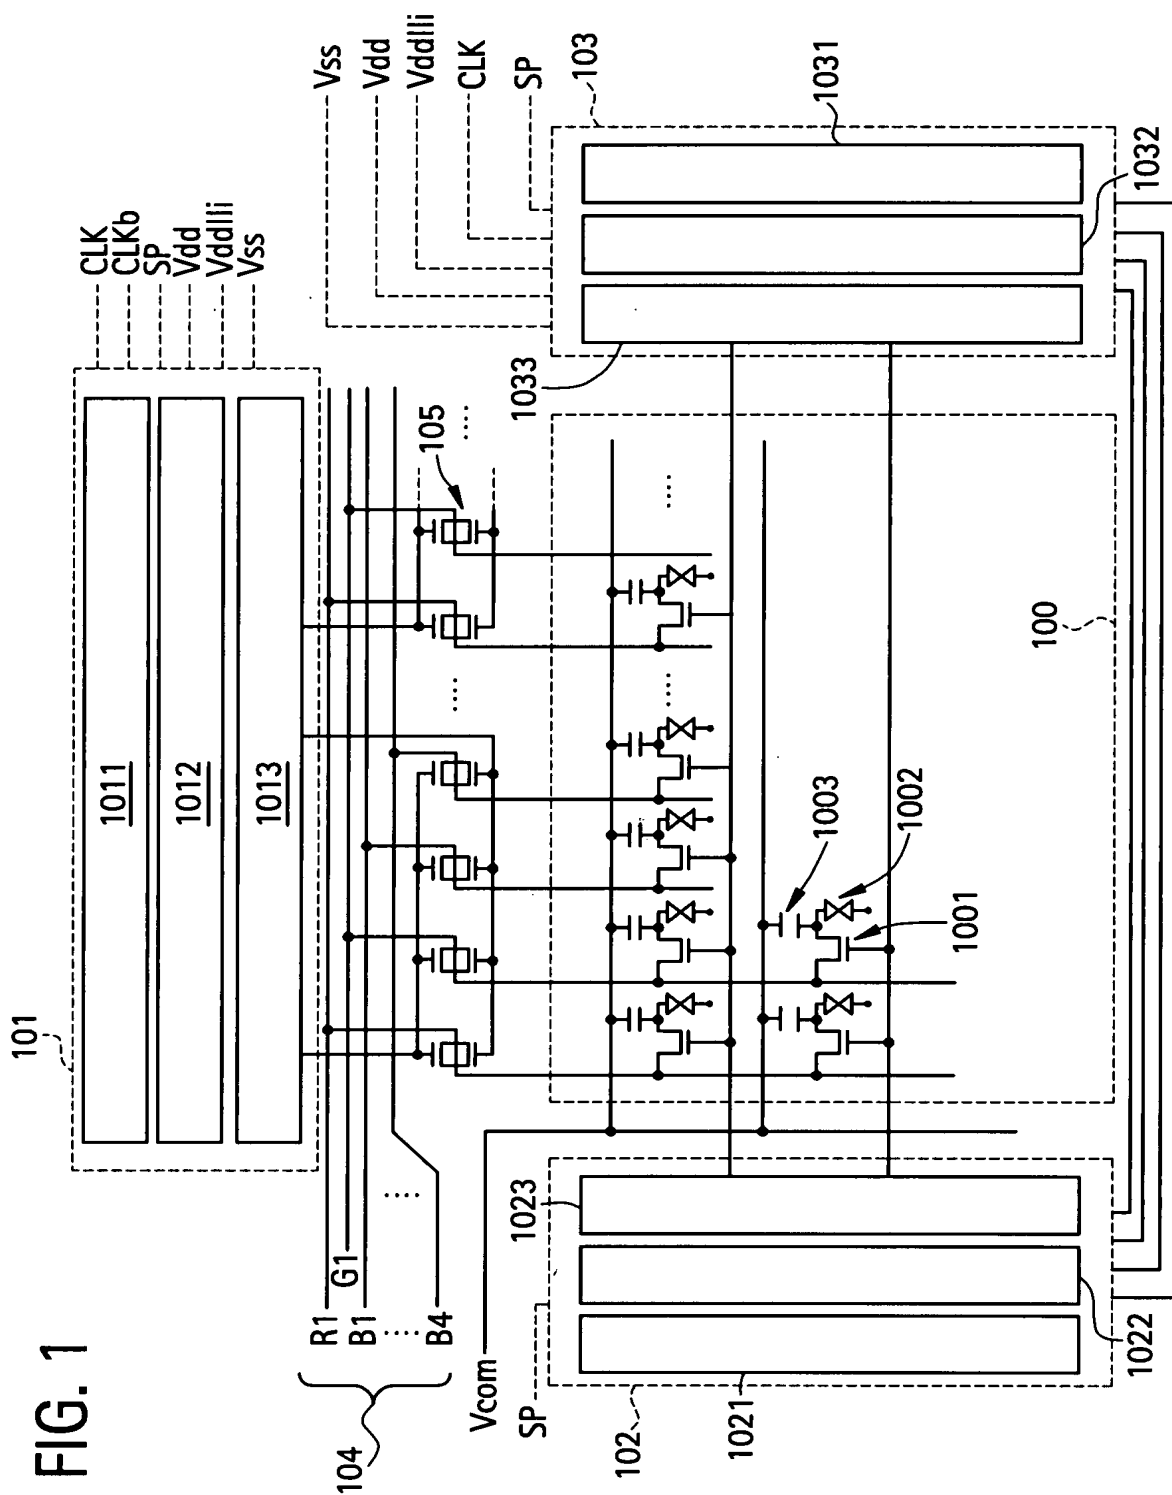 FIG. 1
101
1011
1012
1013
CLK
CLKb
SP
Vdd
Vddlli
Vss
104
R1
G1
B1
.....
B4
....
....
105
....
Vss
Vdd
Vddlli
CLK
SP
Vcom
SP
102
1021
1022
1023
....
....
1003
1002
1001
100
1033
103
1031
1032